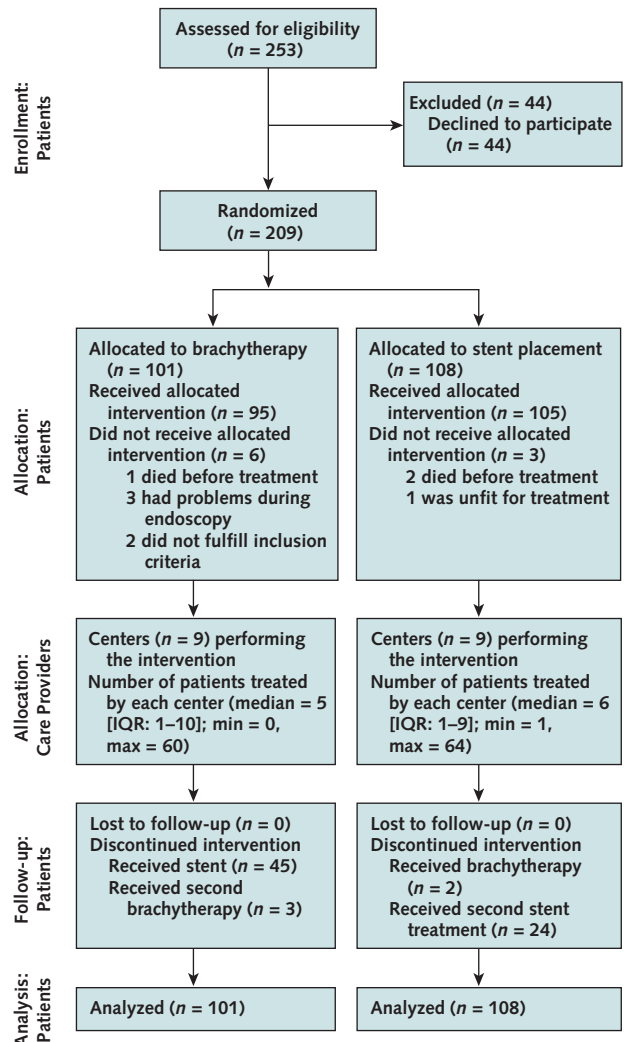 Assessed for eligibility
(n = 253)
Enrollment:
Patients
Excluded (n = 44)
Declined to participate
(n = 44)
Randomized
(n = 209)
Allocation:
Patients
Allocated to brachytherapy
(n = 101)
Received allocated
intervention (n = 95)
Did not receive allocated
intervention (n = 6)
1 died before treatment
3 had problems during
endoscopy
2 did not fulfill inclusion
criteria
Allocated to stent placement
(n = 108)
Received allocated
intervention (n = 105)
Did not receive allocated
intervention (n = 3)
2 died before treatment
1 was unfit for treatment
Allocation:
Care Providers
Centers (n = 9) performing
the intervention
Number of patients treated
by each center (median = 5
[IQR: 1–10]; min = 0,
max = 60)
Centers (n = 9) performing
the intervention
Number of patients treated
by each center (median = 6
[IQR: 1–9]; min = 1,
max = 64)
Follow-up:
Patients
Lost to follow-up (n = 0)
Discontinued intervention
Received stent (n = 45)
Received second
brachytherapy (n = 3)
Lost to follow-up (n = 0)
Discontinued intervention
Received brachytherapy
(n = 2)
Received second stent
treatment (n = 24)
Analysis:
Patients
Analyzed (n = 101)
Analyzed (n = 108)